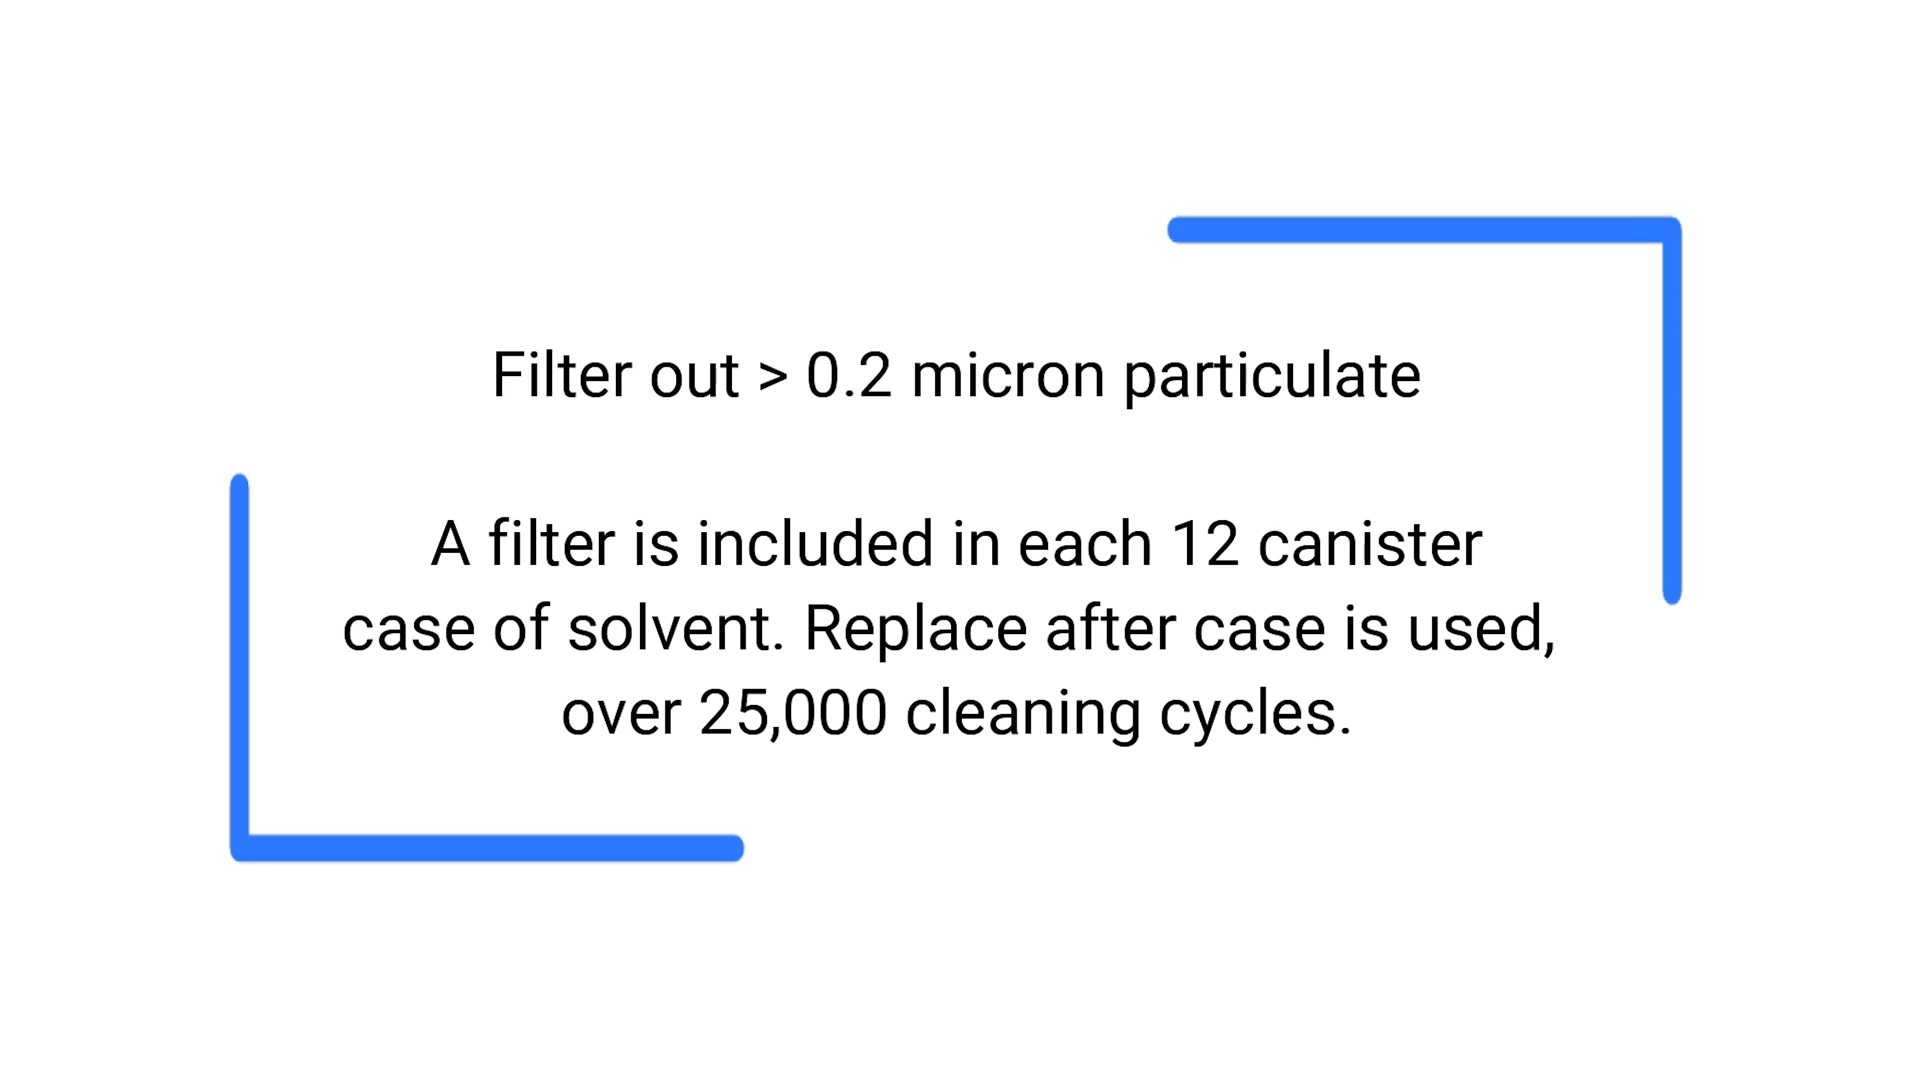 Filter out > 0.2 micron particulate
A filter is included in each 12 canister
case of solvent. Replace after case is used,
over 25,000 cleaning cycles.